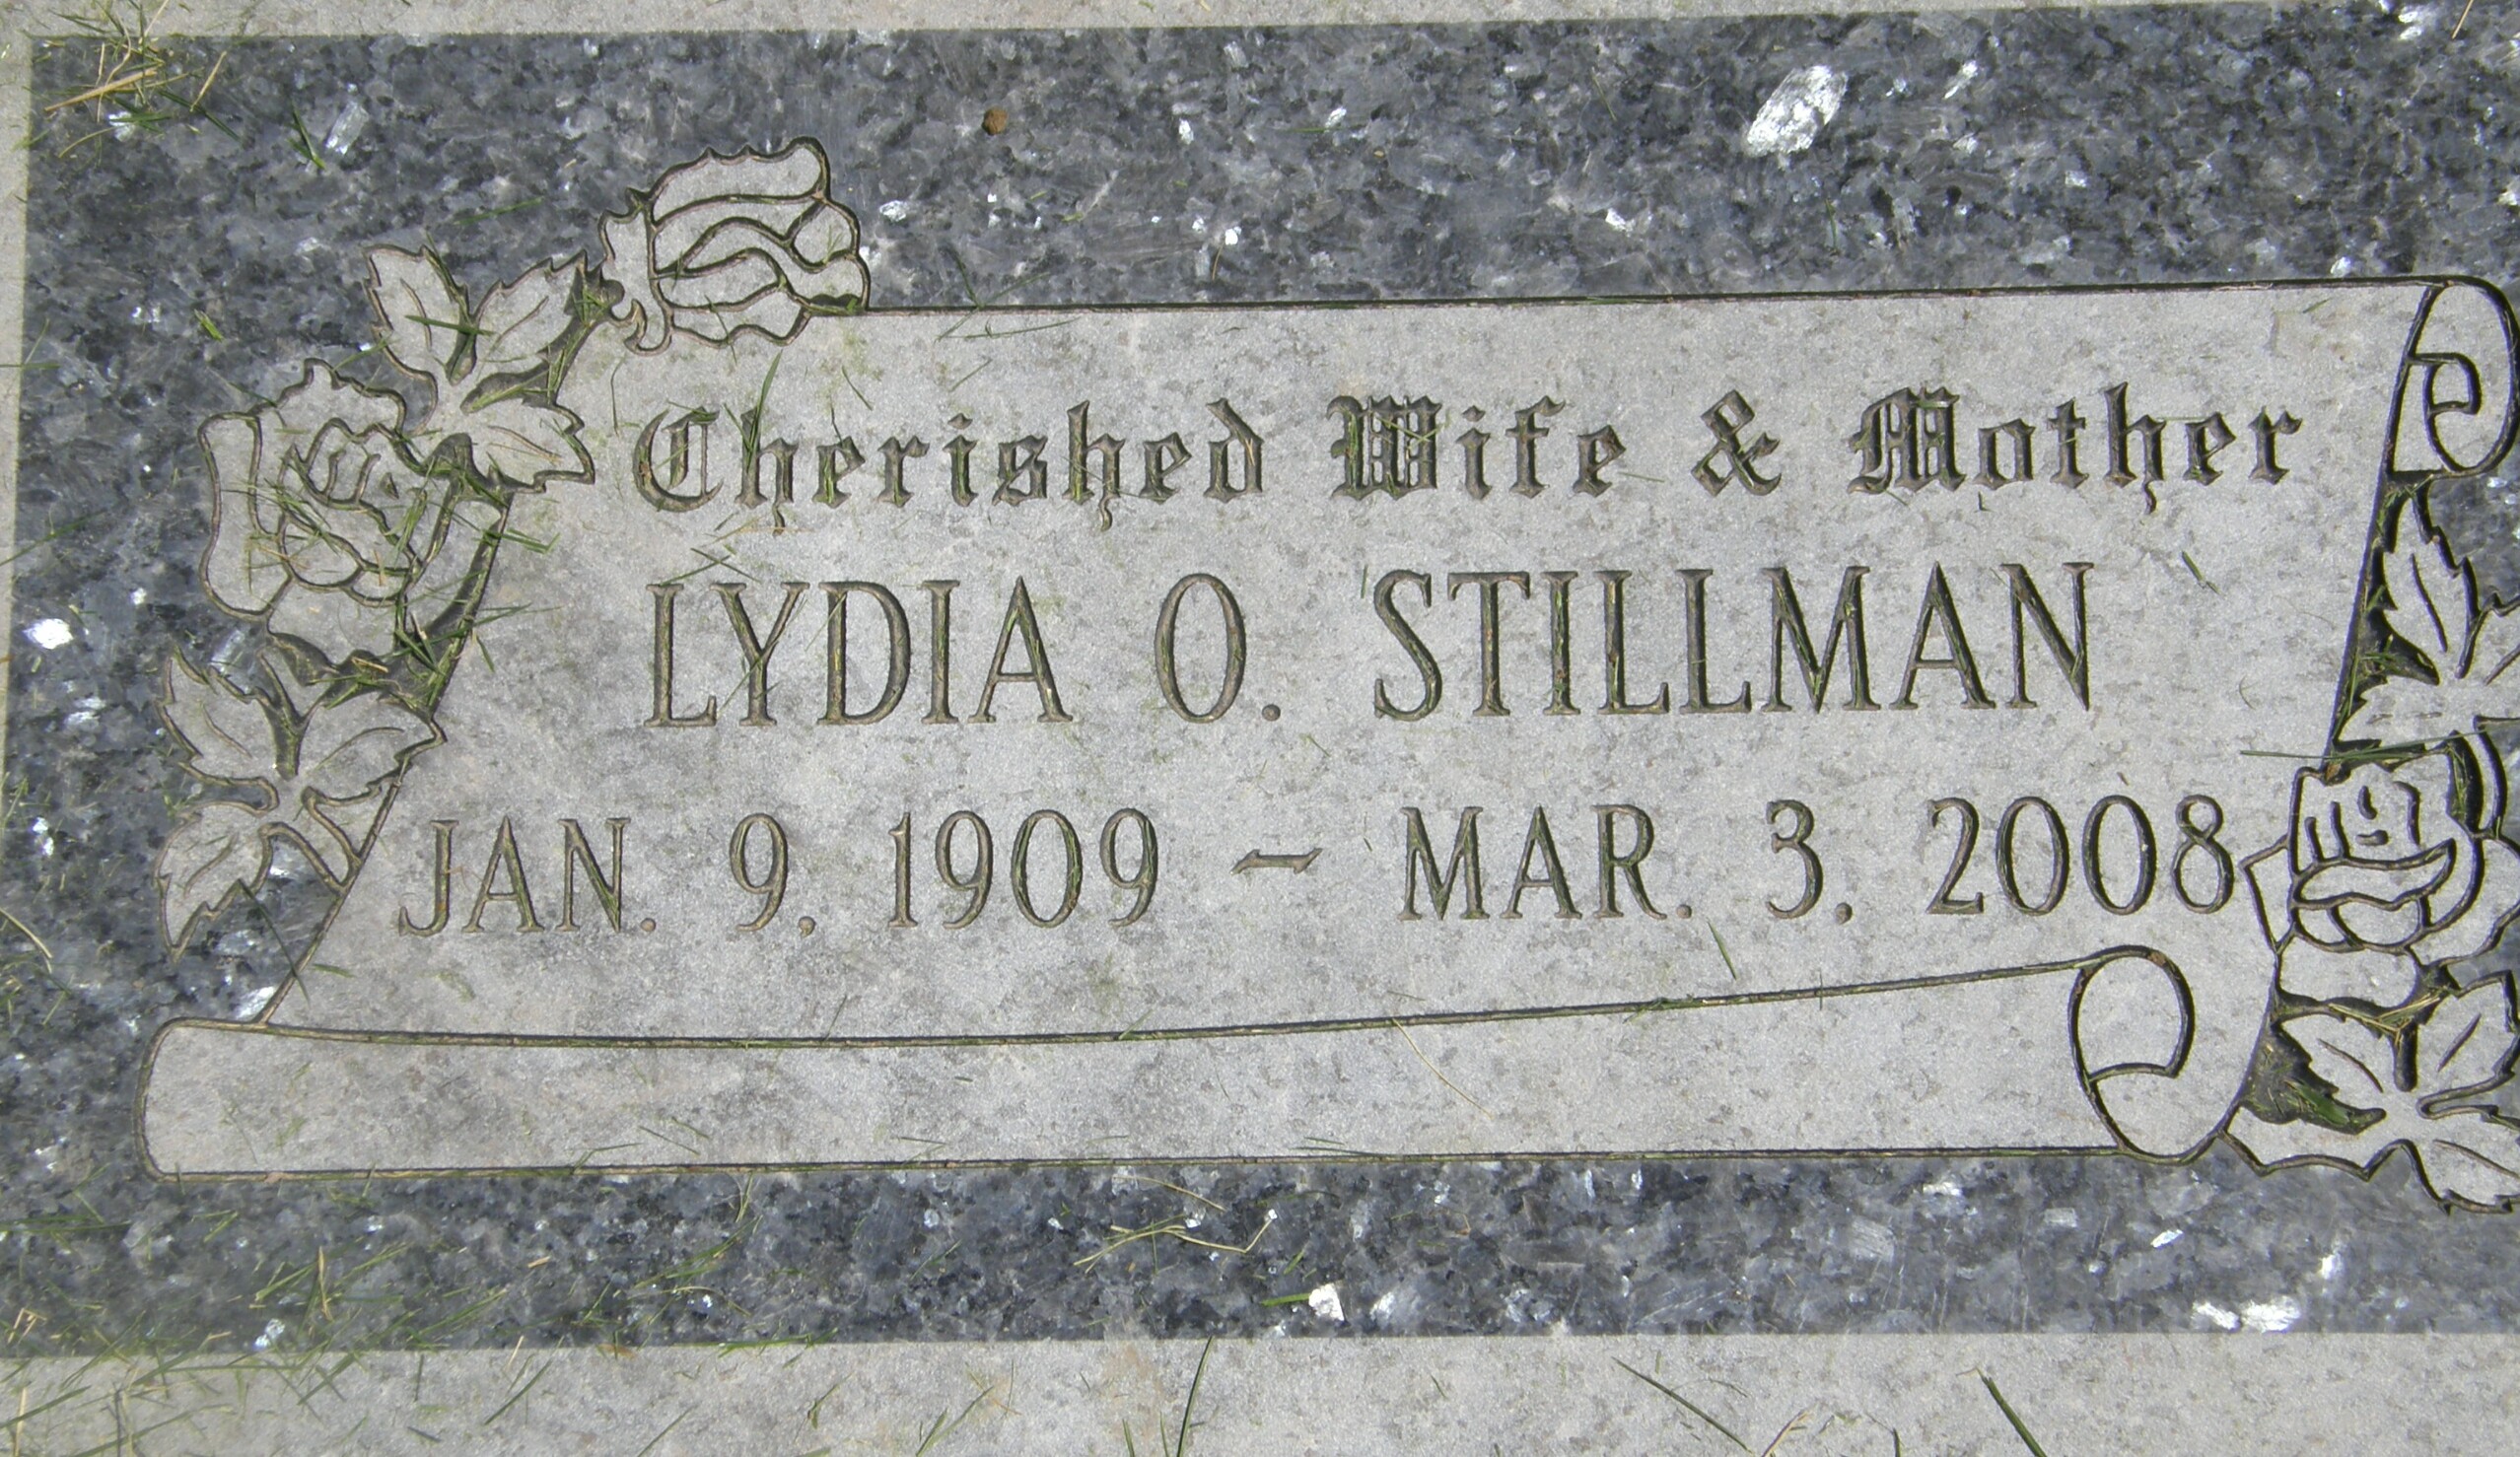 Cherished Wife & Mother
LYDIA O. STILLMAN
JAN. 9, 1909 - MAR. 3, 2008